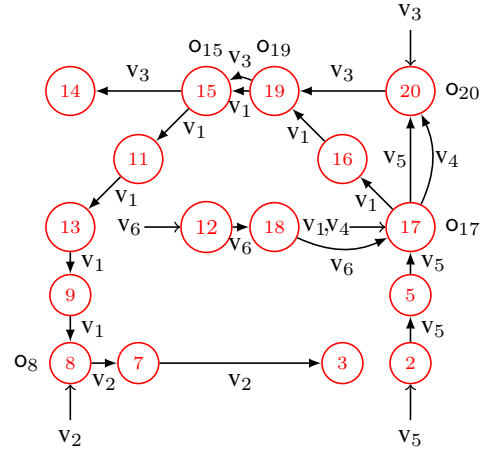 v₃
o₁₅ o₁₉
v₃ v₃ v₃
14 15 19 20 o₂₀
v₁
v₁ v₅ v₄
11 16
v₁ v₁ v₁
13 v₆ 12 18 v₁,v₄ 17 o₁₇
v₆
v₁ v₆ v₅
9 5
v₁ v₅
o₈ 8 7 3 2
v₂ v₂
v₂ v₅